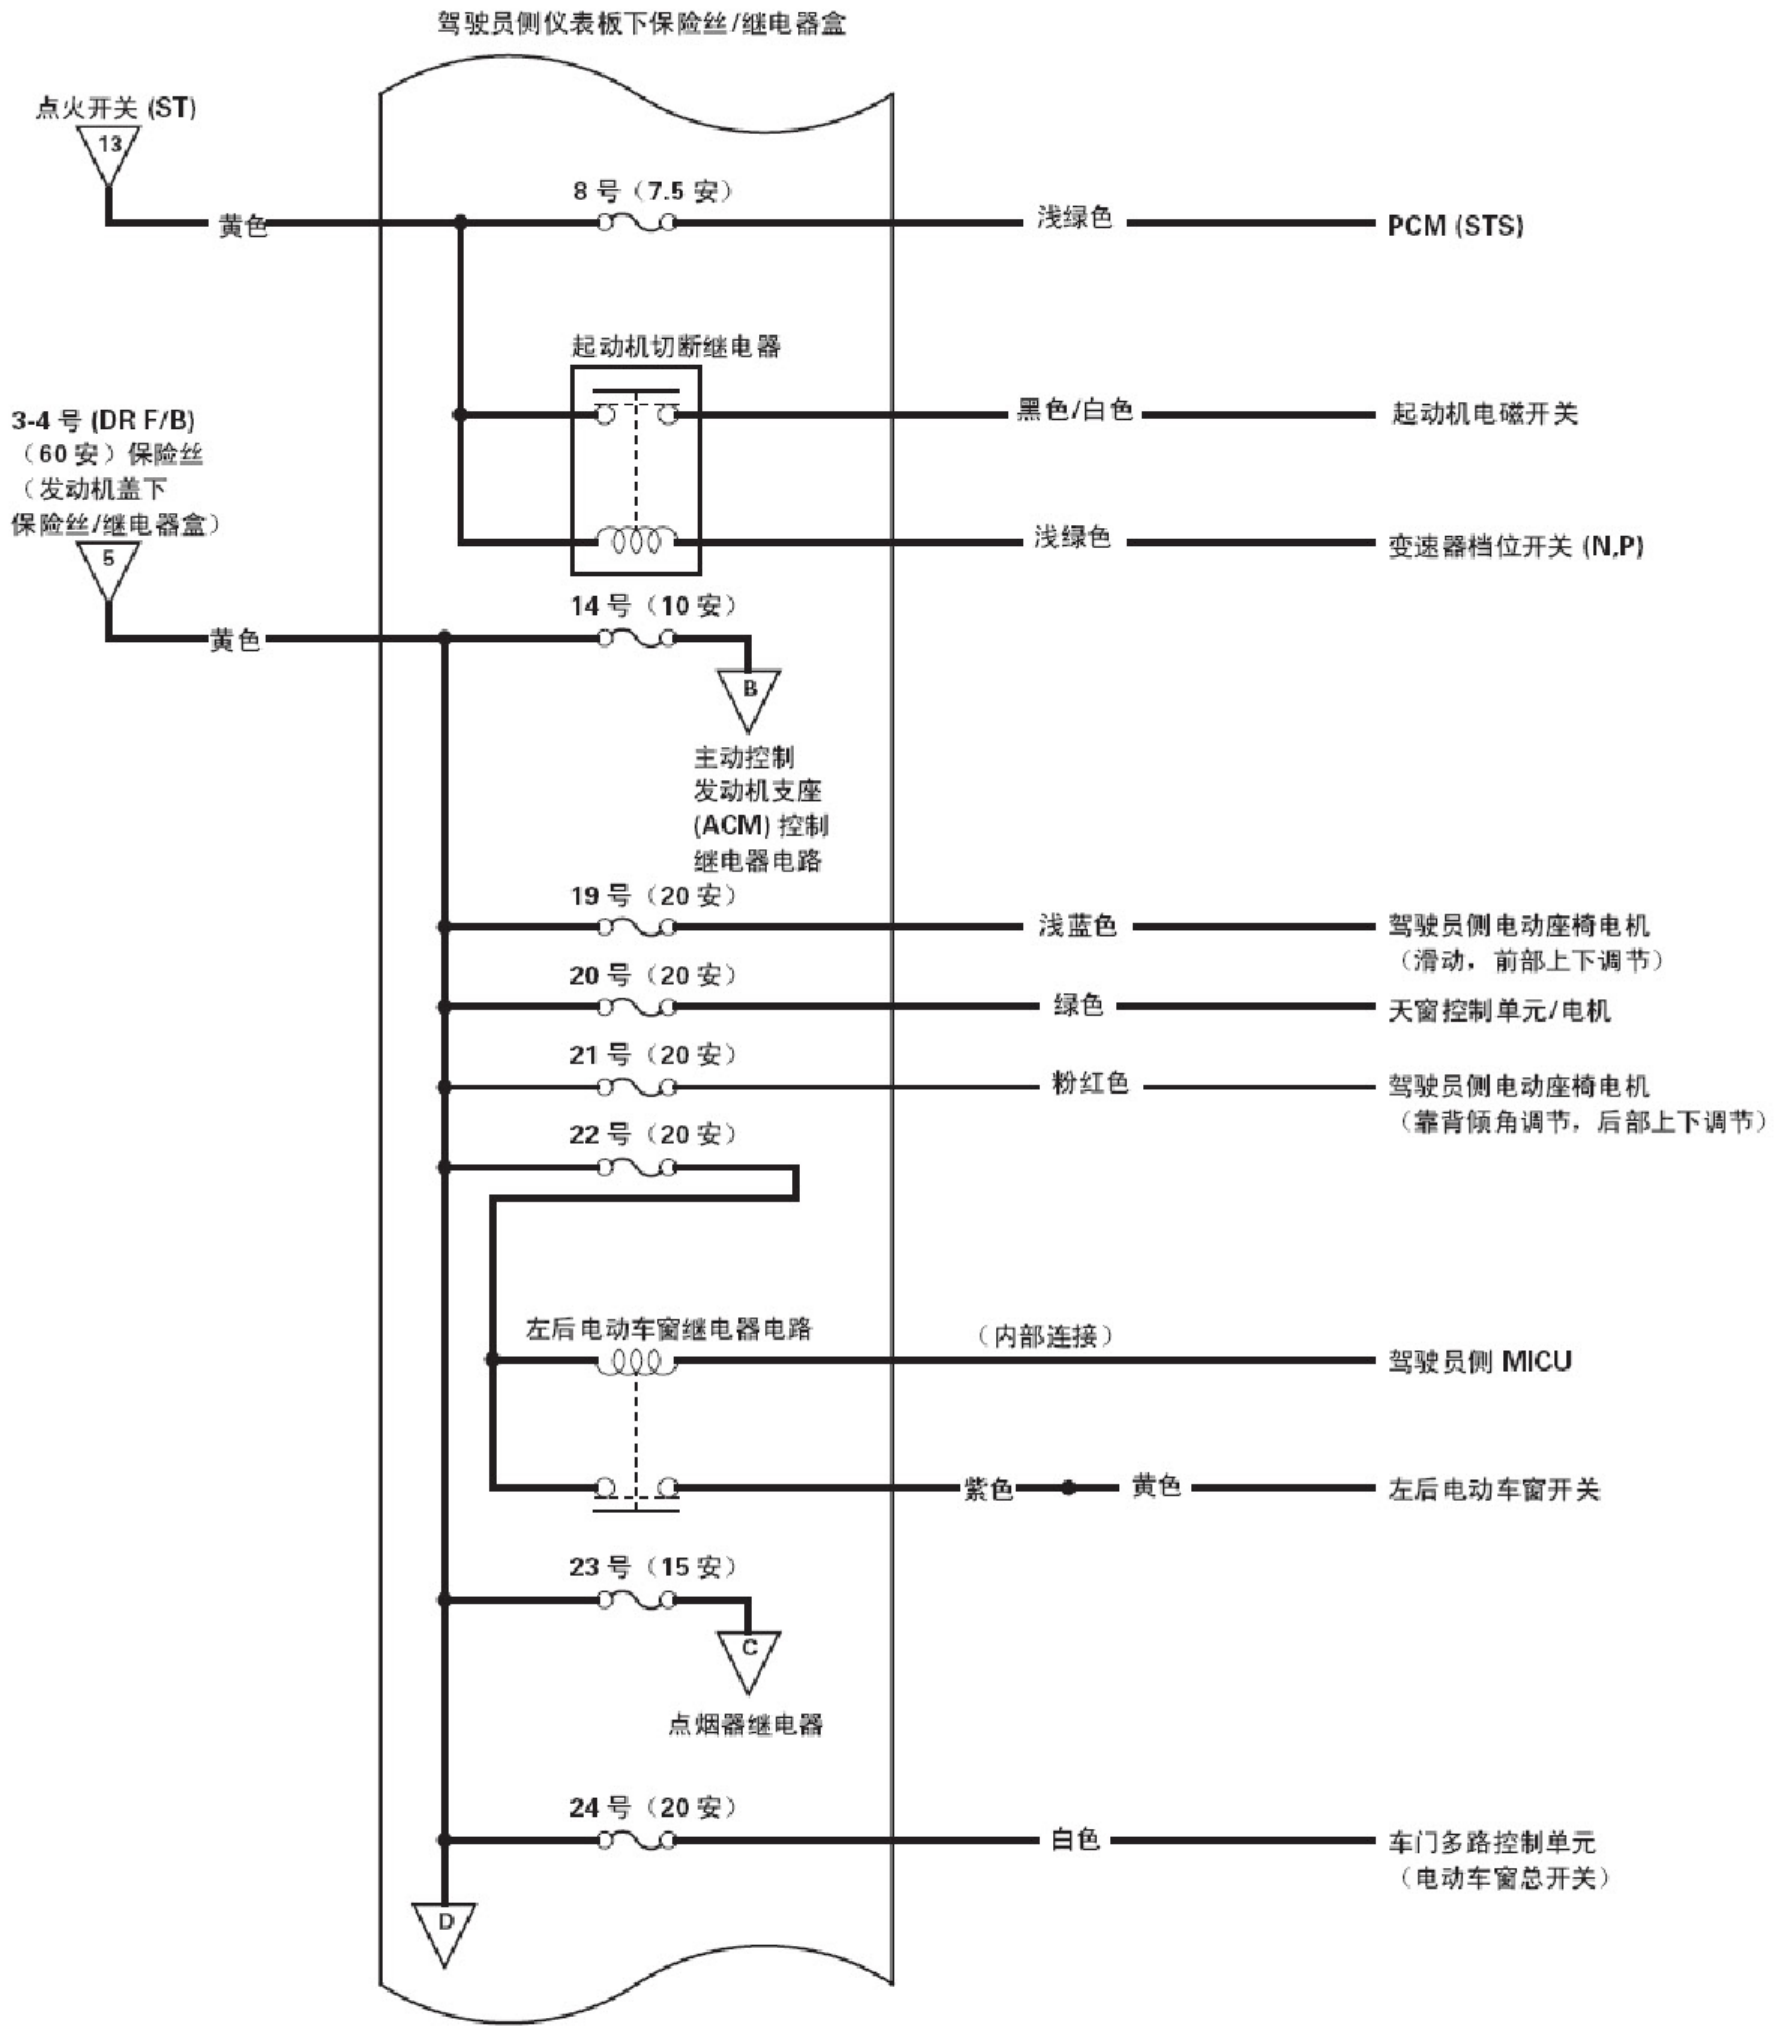 驾驶员侧仪表板下保险丝/继电器盒
点火开关 (ST)
13
8 号（7.5 安）
黄色
浅绿色
PCM (STS)
起动机切断继电器
黑色/白色
起动机电磁开关
3-4 号 (DR F/B)
（60 安）保险丝
（发动机盖下
保险丝/继电器盒）
5
浅绿色
变速器档位开关 (N,P)
14 号（10 安）
黄色
B
主动控制
发动机支座
(ACM) 控制
继电器电路
19 号（20 安）
浅蓝色
驾驶员侧电动座椅电机
（滑动，前部上下调节）
20 号（20 安）
绿色
天窗控制单元/电机
21 号（20 安）
粉红色
驾驶员侧电动座椅电机
（靠背倾角调节，后部上下调节）
22 号（20 安）
左后电动车窗继电器电路
（内部连接）
驾驶员侧 MICU
紫色
黄色
左后电动车窗开关
23 号（15 安）
C
点烟器继电器
24 号（20 安）
白色
车门多路控制单元
（电动车窗总开关）
D